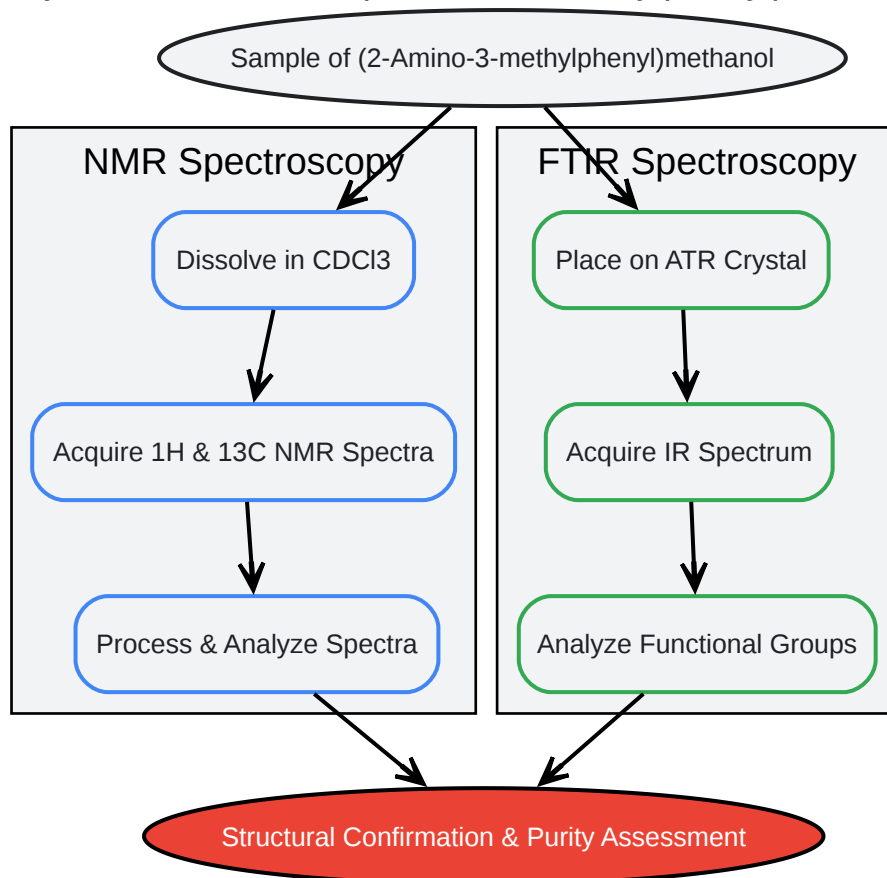 Sample of (2-Amino-3-methylphenyl)methanol
NMR Spectroscopy
Dissolve in CDCl3
Acquire 1H & 13C NMR Spectra
Process & Analyze Spectra
FTIR Spectroscopy
Place on ATR Crystal
Acquire IR Spectrum
Analyze Functional Groups
Structural Confirmation & Purity Assessment